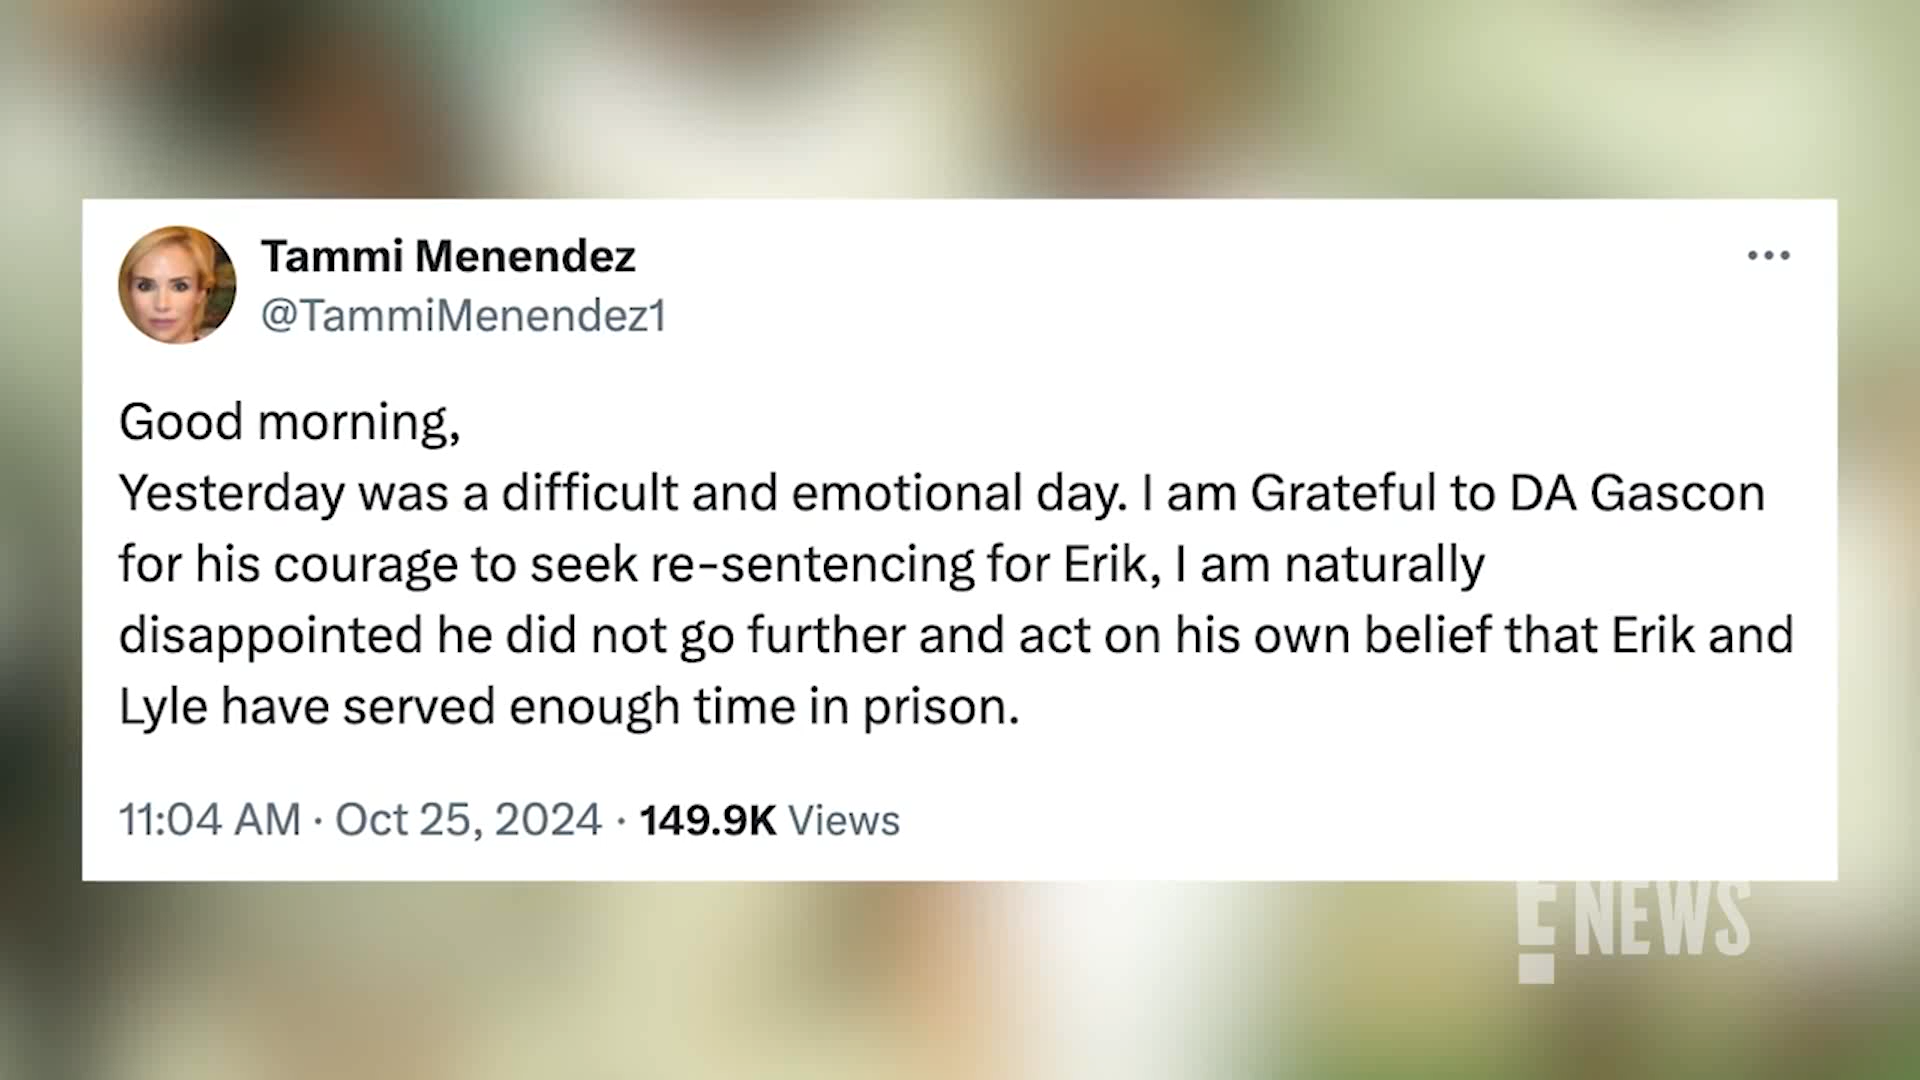 Tammi Menendez
@TammiMenendez1
Good morning,
Yesterday was a difficult and emotional day. I am Grateful to DA Gascon
for his courage to seek re-sentencing for Erik, I am naturally
disappointed he did not go further and act on his own belief that Erik and
Lyle have served enough time in prison.
11:04 AM · Oct 25, 2024 · 149.9K Views
E! NEWS